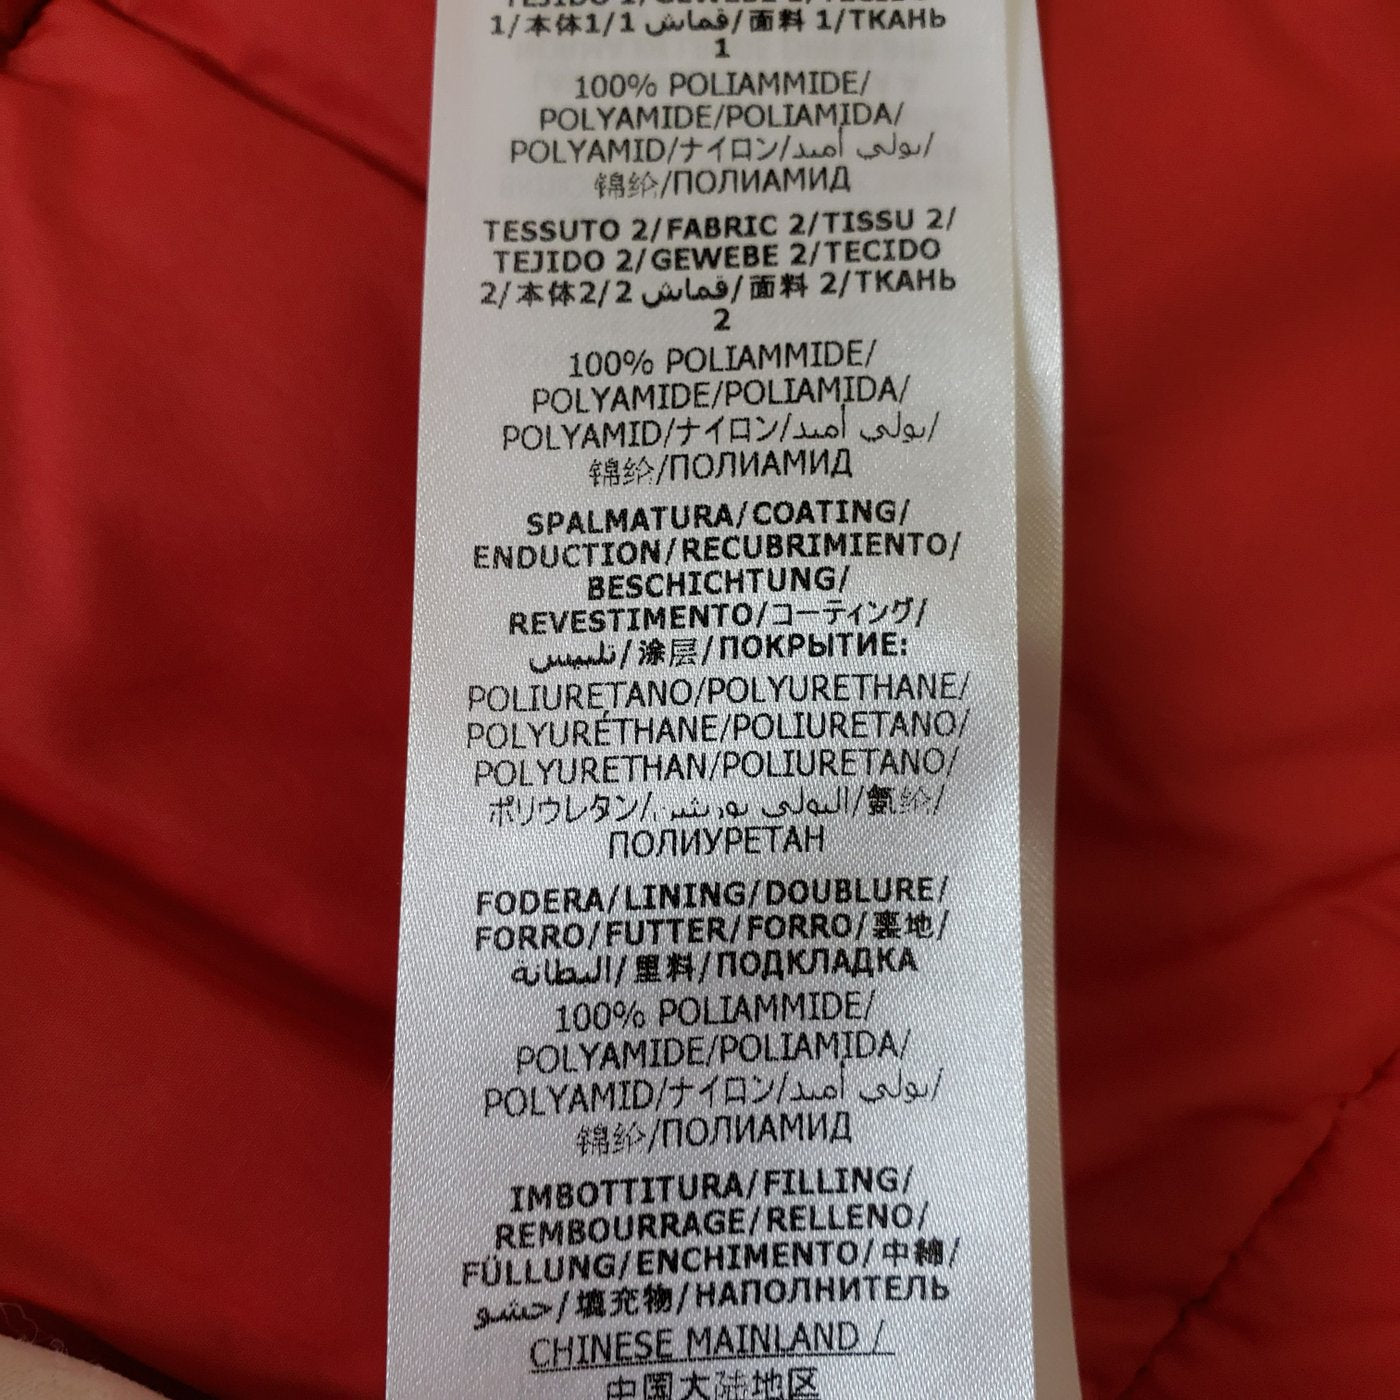 TEJIDO 1/GEWEBE 1/TECIDO
1/本体1/1 قماش/面料 1/ТКАНЬ
1
100% POLIAMMIDE/
POLYAMIDE/POLIAMIDA/
POLYAMID/ナイロン/بولي أميد/
锦纶/ПОЛИАМИД
TESSUTO 2/FABRIC 2/TISSU 2/
TEJIDO 2/GEWEBE 2/TECIDO
2/本体2/2 قماش/面料 2/ТКАНЬ
2
100% POLIAMMIDE/
POLYAMIDE/POLIAMIDA/
POLYAMID/ナイロン/بولي أميد/
锦纶/ПОЛИАМИД
SPALMATURA/COATING/
ENDUCTION/RECUBRIMIENTO/
BESCHICHTUNG/
REVESTIMENTO/コーティング/
تلبيس/涂层/ПОКРЫТИЕ:
POLIURETANO/POLYURETHANE/
POLYURÉTHANE/POLIURETANO/
POLYURETHAN/POLIURETANO/
ポリウレタン/البولي يوريثين/氨纶/
ПОЛИУРЕТАН
FODERA/LINING/DOUBLURE/
FORRO/FUTTER/FORRO/裏地/
البطانة/里料/ПОДКЛАДКА
100% POLIAMMIDE/
POLYAMIDE/POLIAMIDA/
POLYAMID/ナイロン/بولي أميد/
锦纶/ПОЛИАМИД
IMBOTTITURA/FILLING/
REMBOURRAGE/RELLENO/
FÜLLUNG/ENCHIMENTO/中綿/
حشو/填充物/НАПОЛНИТЕЛЬ
CHINESE MAINLAND /
中国大陆地区